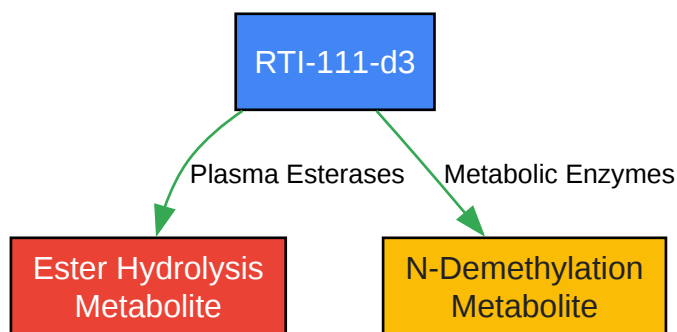 RTI-111-d3
Plasma Esterases
Metabolic Enzymes
Ester Hydrolysis
Metabolite
N-Demethylation
Metabolite